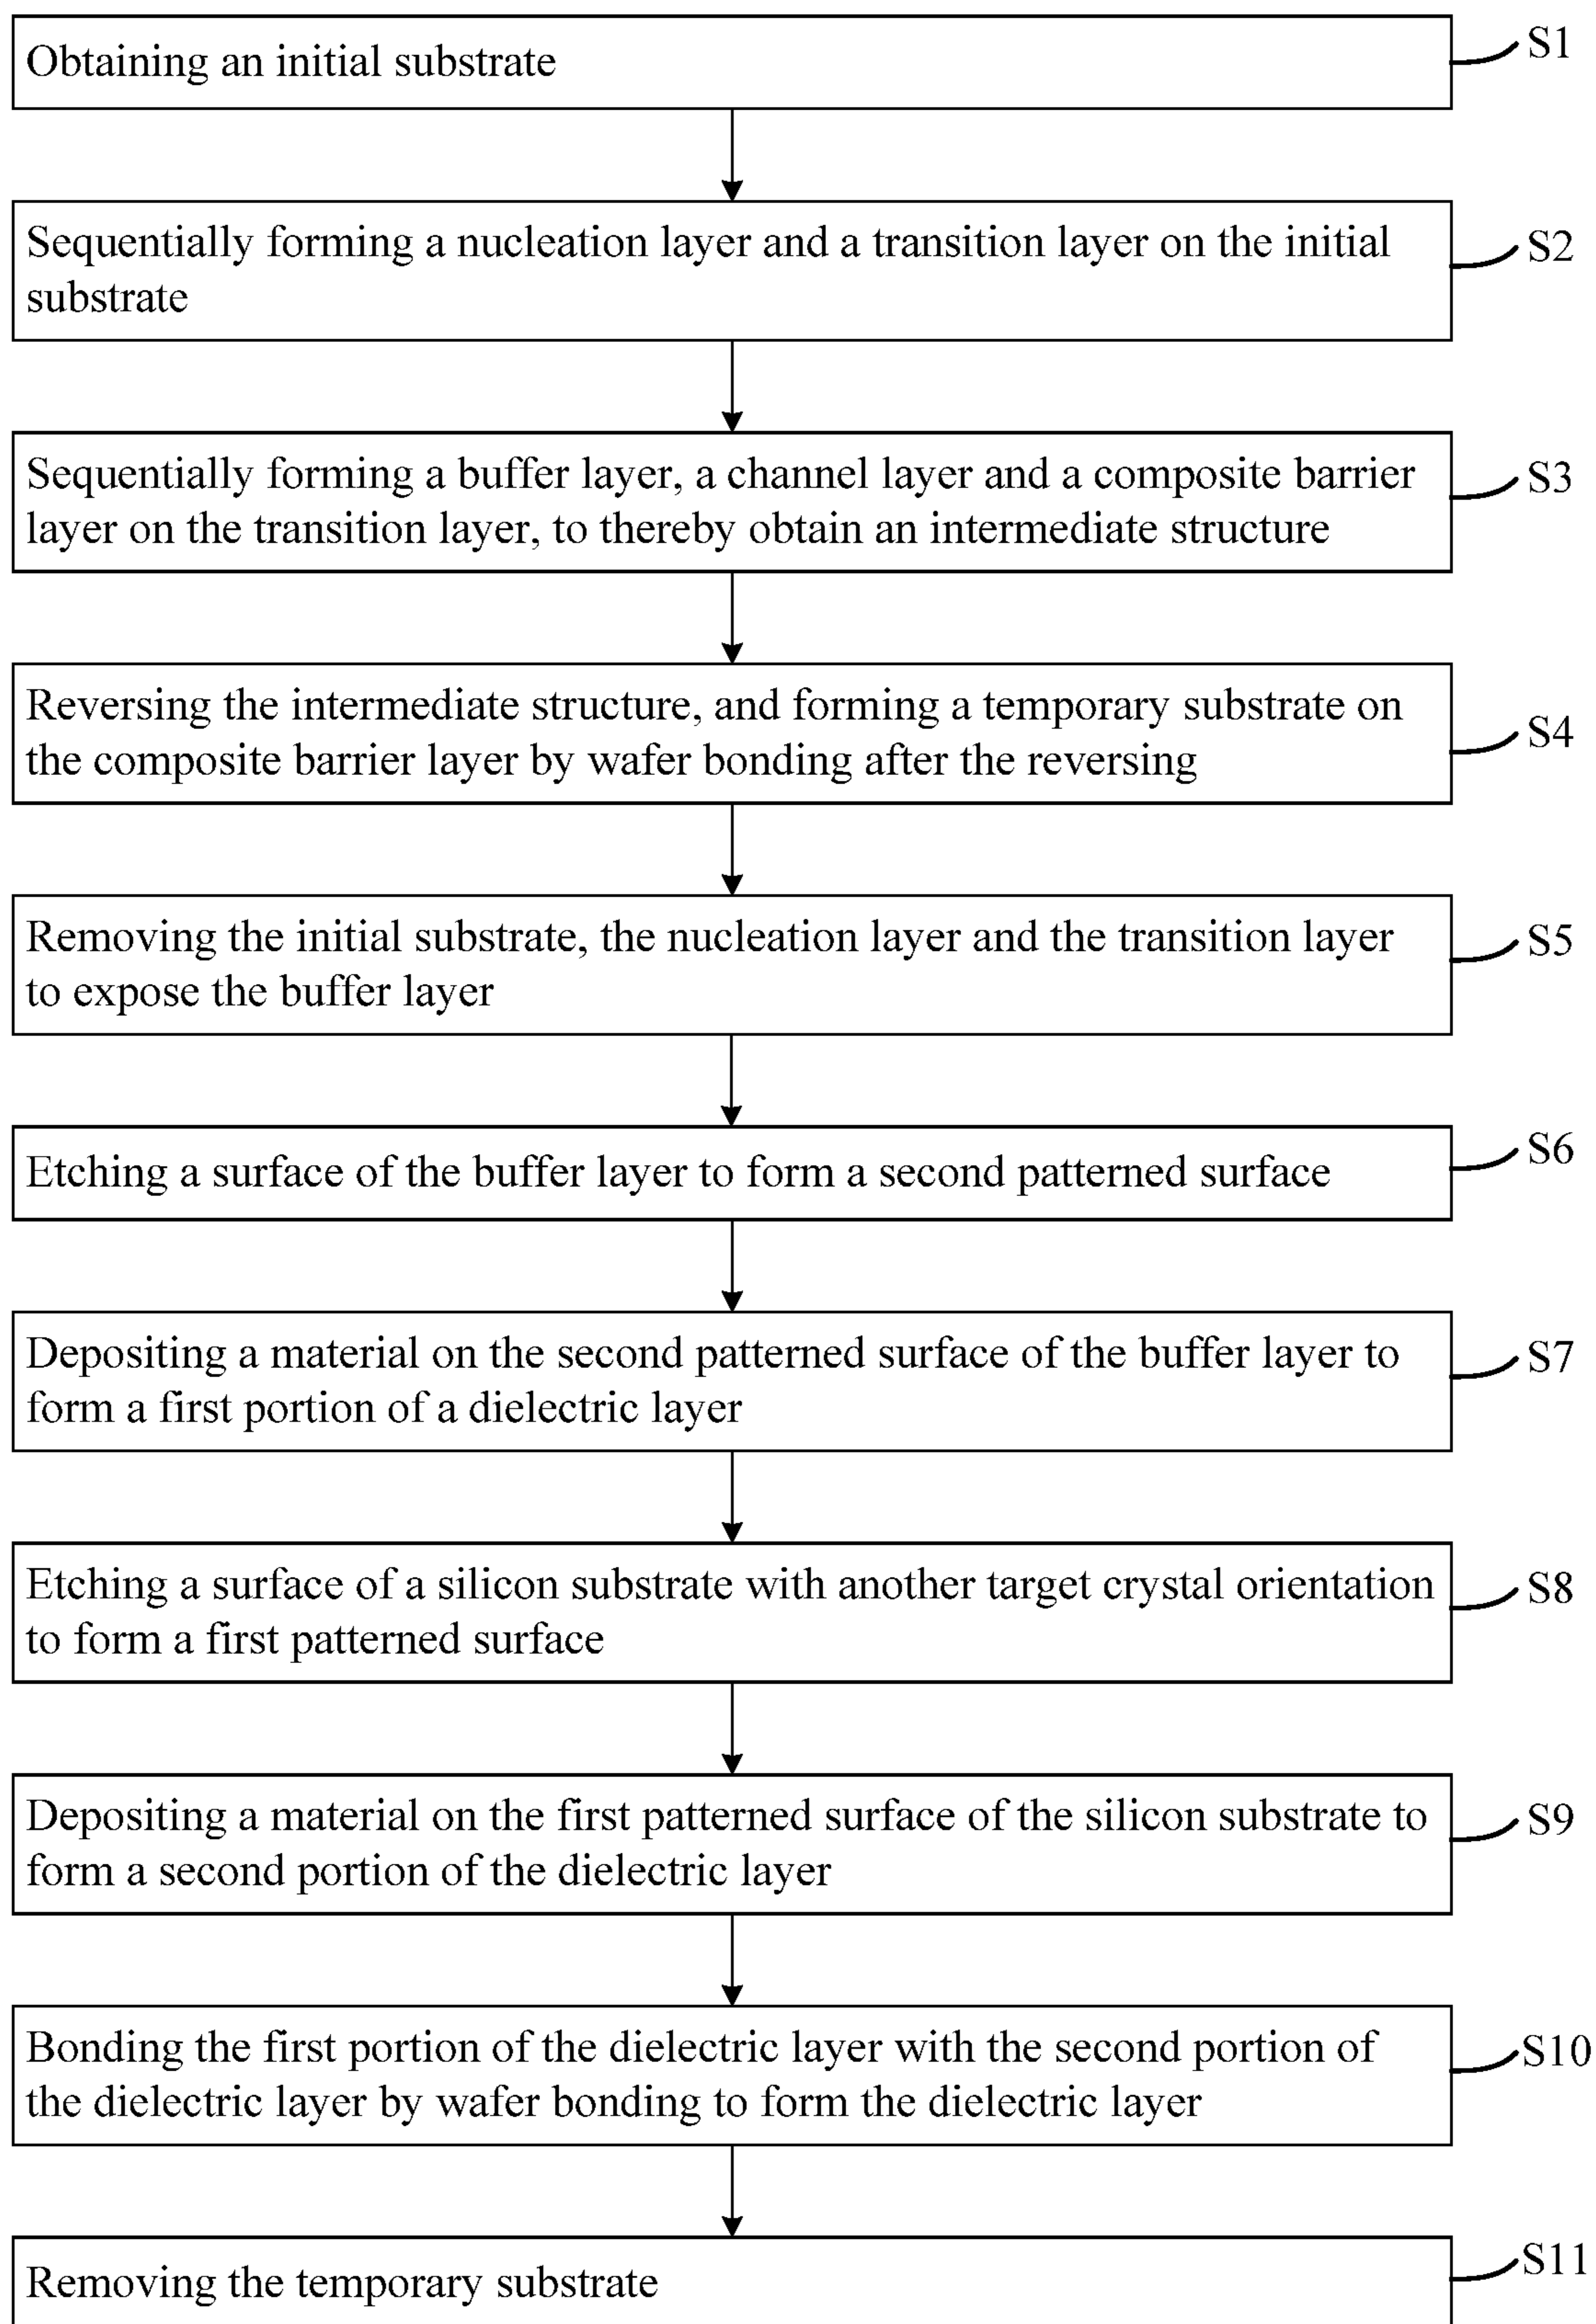 Obtaining an initial substrate
S1
Sequentially forming a nucleation layer and a transition layer on the initial
substrate
S2
Sequentially forming a buffer layer, a channel layer and a composite barrier
layer on the transition layer, to thereby obtain an intermediate structure
S3
Reversing the intermediate structure, and forming a temporary substrate on
the composite barrier layer by wafer bonding after the reversing
S4
Removing the initial substrate, the nucleation layer and the transition layer
to expose the buffer layer
S5
Etching a surface of the buffer layer to form a second patterned surface
S6
Depositing a material on the second patterned surface of the buffer layer to
form a first portion of a dielectric layer
S7
Etching a surface of a silicon substrate with another target crystal orientation
to form a first patterned surface
S8
Depositing a material on the first patterned surface of the silicon substrate to
form a second portion of the dielectric layer
S9
Bonding the first portion of the dielectric layer with the second portion of
the dielectric layer by wafer bonding to form the dielectric layer
S10
Removing the temporary substrate
S11